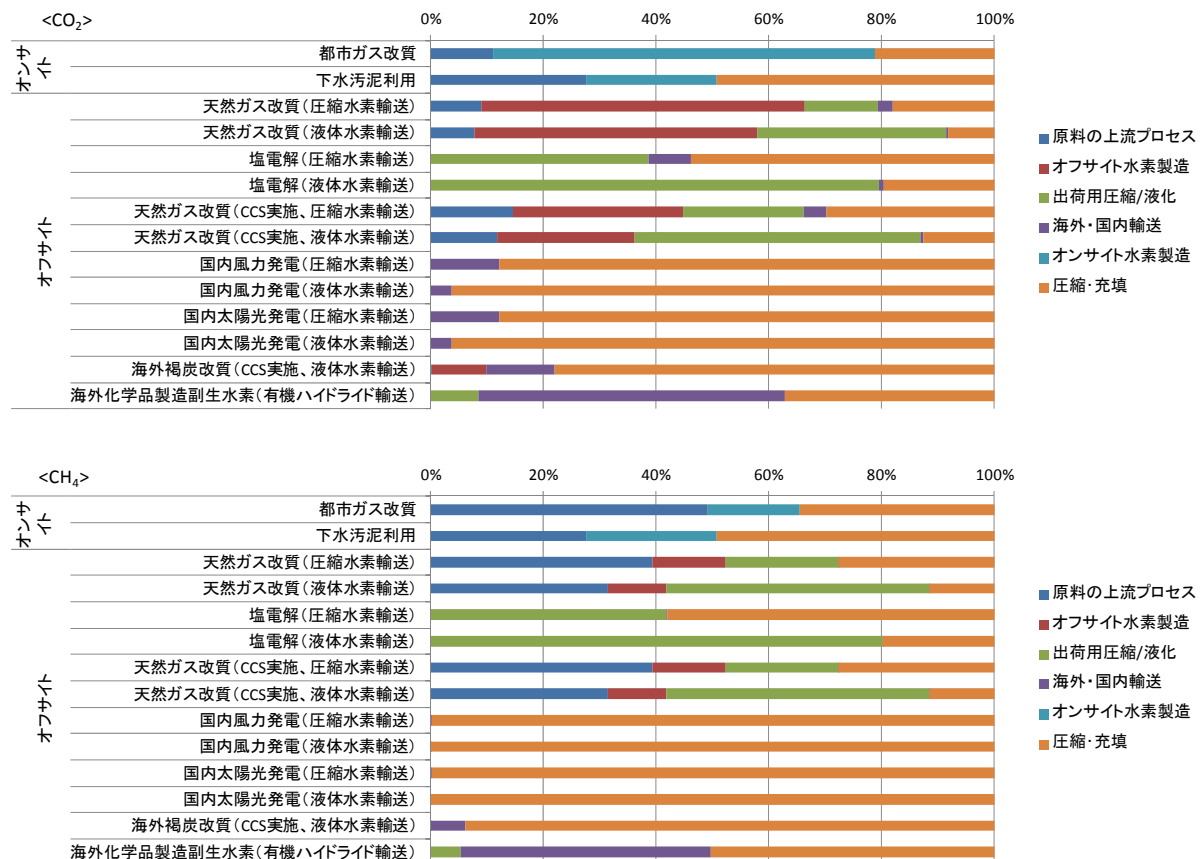 <CO₂>
0% 20% 40% 60% 80% 100%
オンサイト
都市ガス改質
下水汚泥利用
オフサイト
天然ガス改質（圧縮水素輸送）
天然ガス改質（液体水素輸送）
塩電解（圧縮水素輸送）
塩電解（液体水素輸送）
天然ガス改質（CCS実施、圧縮水素輸送）
天然ガス改質（CCS実施、液体水素輸送）
国内風力発電（圧縮水素輸送）
国内風力発電（液体水素輸送）
国内太陽光発電（圧縮水素輸送）
国内太陽光発電（液体水素輸送）
海外褐炭改質（CCS実施、液体水素輸送）
海外化学品製造副生水素（有機ハイドライド輸送）
原料の上流プロセス
オフサイト水素製造
出荷用圧縮/液化
海外・国内輸送
オンサイト水素製造
圧縮・充填
<CH₄>
0% 20% 40% 60% 80% 100%
オンサイト
都市ガス改質
下水汚泥利用
オフサイト
天然ガス改質（圧縮水素輸送）
天然ガス改質（液体水素輸送）
塩電解（圧縮水素輸送）
塩電解（液体水素輸送）
天然ガス改質（CCS実施、圧縮水素輸送）
天然ガス改質（CCS実施、液体水素輸送）
国内風力発電（圧縮水素輸送）
国内風力発電（液体水素輸送）
国内太陽光発電（圧縮水素輸送）
国内太陽光発電（液体水素輸送）
海外褐炭改質（CCS実施、液体水素輸送）
海外化学品製造副生水素（有機ハイドライド輸送）
原料の上流プロセス
オフサイト水素製造
出荷用圧縮/液化
海外・国内輸送
オンサイト水素製造
圧縮・充填